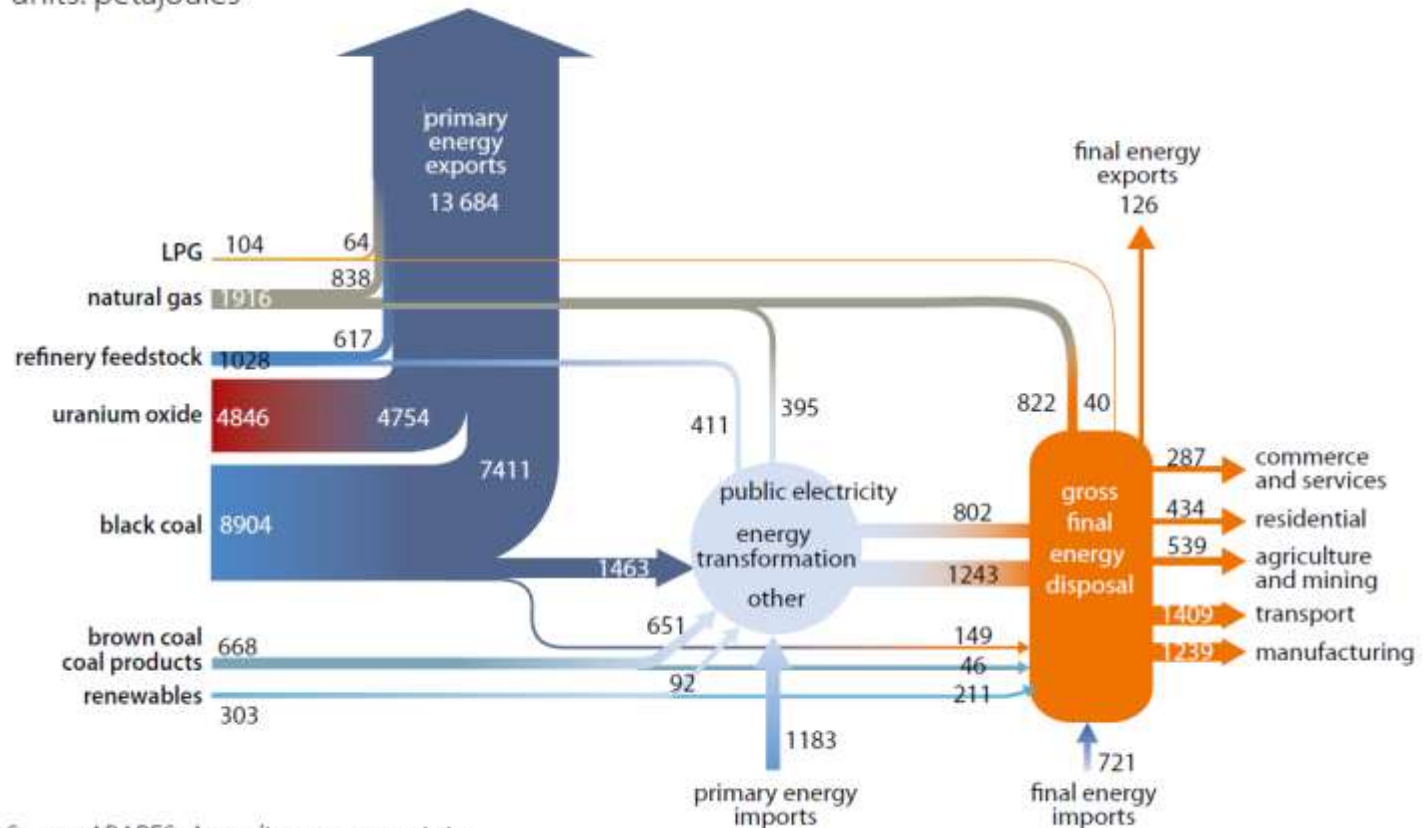 units: petajoules
primary
energy
exports
13 684
final energy
exports
126
LPG 104 64
838
natural gas 1916
617
refinery feedstock 1028
uranium oxide 4846 4754
411
395
822 40
7411
black coal 8904
1463
public electricity
energy
transformation
other
802
1243
gross
final
energy
disposal
287 commerce
and services
434 residential
539 agriculture
and mining
1409 transport
1239 manufacturing
brown coal
coal products 668
651
149
46
renewables
303
92
211
1183
primary energy
imports
721
final energy
imports